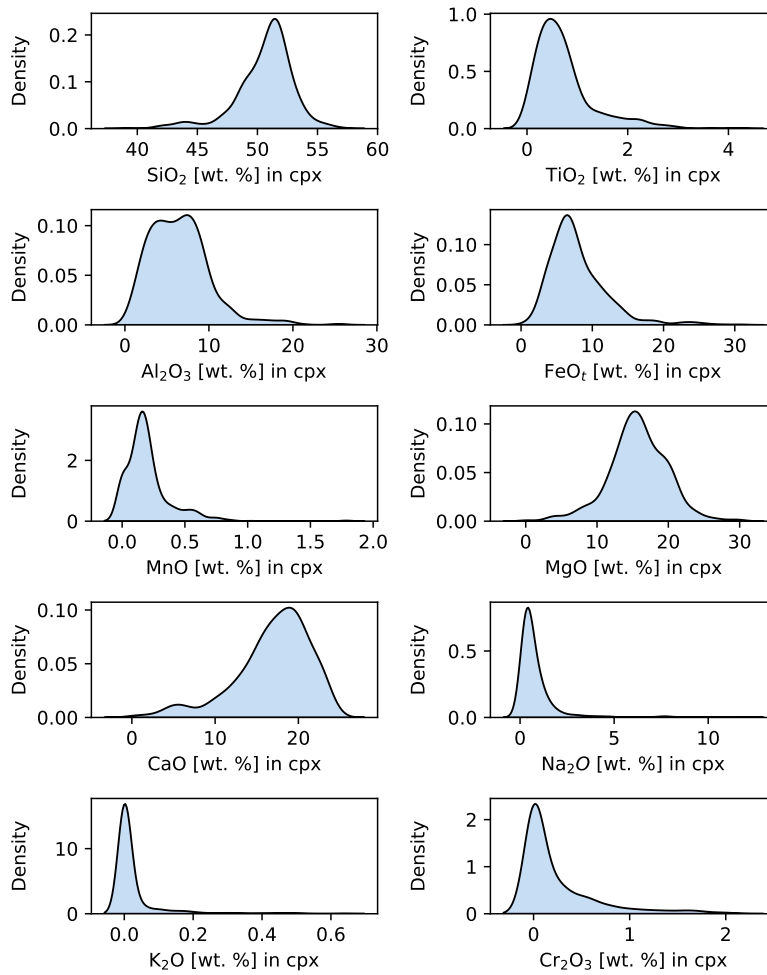 Density
0.2
0.1
0.0
40 45 50 55 60
SiO₂ [wt. %] in cpx
Density
1.0
0.5
0.0
0 2 4
TiO₂ [wt. %] in cpx
Density
0.10
0.05
0.00
0 10 20 30
Al₂O₃ [wt. %] in cpx
Density
0.10
0.05
0.00
0 10 20 30
FeOₜ [wt. %] in cpx
Density
2
0
0.0 0.5 1.0 1.5 2.0
MnO [wt. %] in cpx
Density
0.10
0.05
0.00
0 10 20 30
MgO [wt. %] in cpx
Density
0.10
0.05
0.00
0 10 20
CaO [wt. %] in cpx
Density
0.5
0.0
0 5 10
Na₂O [wt. %] in cpx
Density
10
0
0.0 0.2 0.4 0.6
K₂O [wt. %] in cpx
Density
2
1
0
0 1 2
Cr₂O₃ [wt. %] in cpx